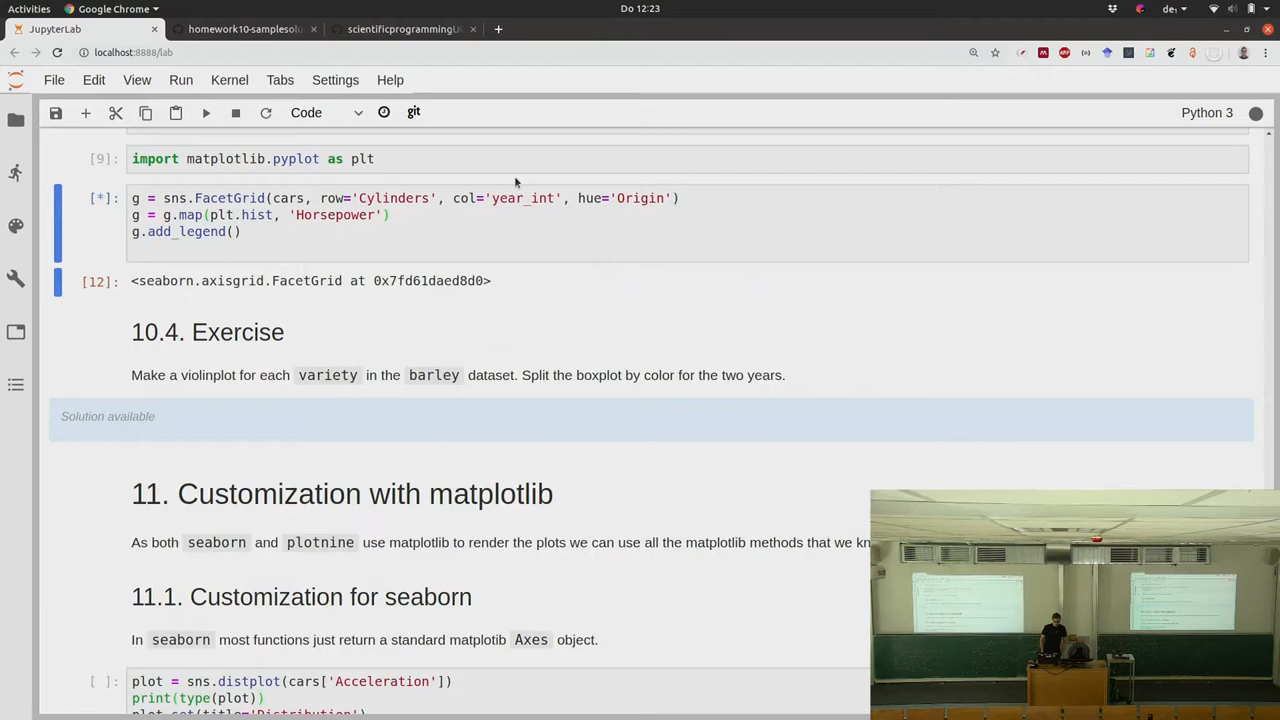 Activities
Google Chrome
Do 12:23
de₁
JupyterLab
homework10-samplesolu
scientificprogrammingU
localhost:8888/lab
File Edit View Run Kernel Tabs Settings Help
Code
git
Python 3
[9]: import matplotlib.pyplot as plt
[*]: g = sns.FacetGrid(cars, row='Cylinders', col='year_int', hue='Origin')
g = g.map(plt.hist, 'Horsepower')
g.add_legend()
[12]: <seaborn.axisgrid.FacetGrid at 0x7fd61daed8d0>
10.4. Exercise
Make a violinplot for each variety in the barley dataset. Split the boxplot by color for the two years.
Solution available
11. Customization with matplotlib
As both seaborn and plotnine use matplotlib to render the plots we can use all the matplotlib methods that we kn
11.1. Customization for seaborn
In seaborn most functions just return a standard matplotib Axes object.
[ ]: plot = sns.distplot(cars['Acceleration'])
print(type(plot))
plot.set(title='Distribution')